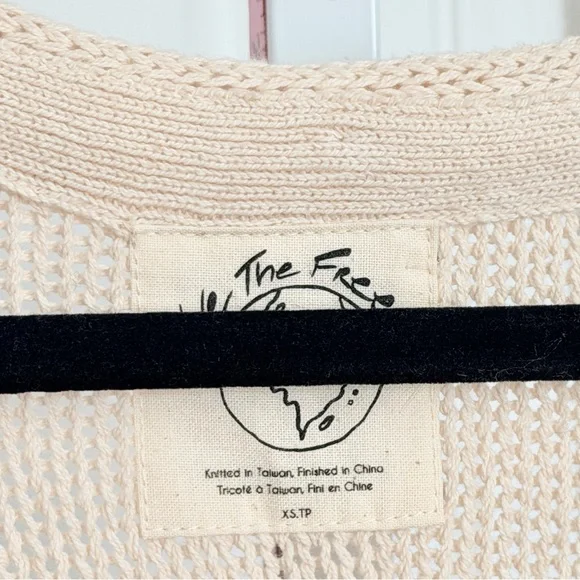 The Free
Knitted in Taiwan, Finished in China
Tricoté à Taiwan, Fini en Chine
XS.TP